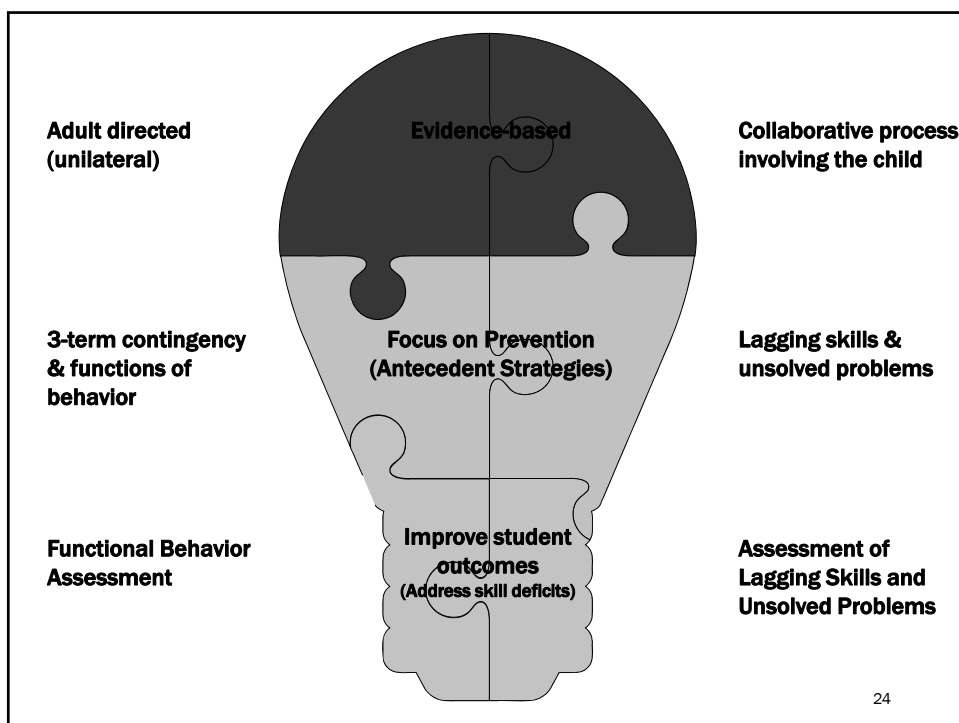 Adult directed
(unilateral)
Evidence-based
Collaborative process
involving the child
3-term contingency
& functions of
behavior
Focus on Prevention
(Antecedent Strategies)
Lagging skills &
unsolved problems
Functional Behavior
Assessment
Improve student
outcomes
(Address skill deficits)
Assessment of
Lagging Skills and
Unsolved Problems
24